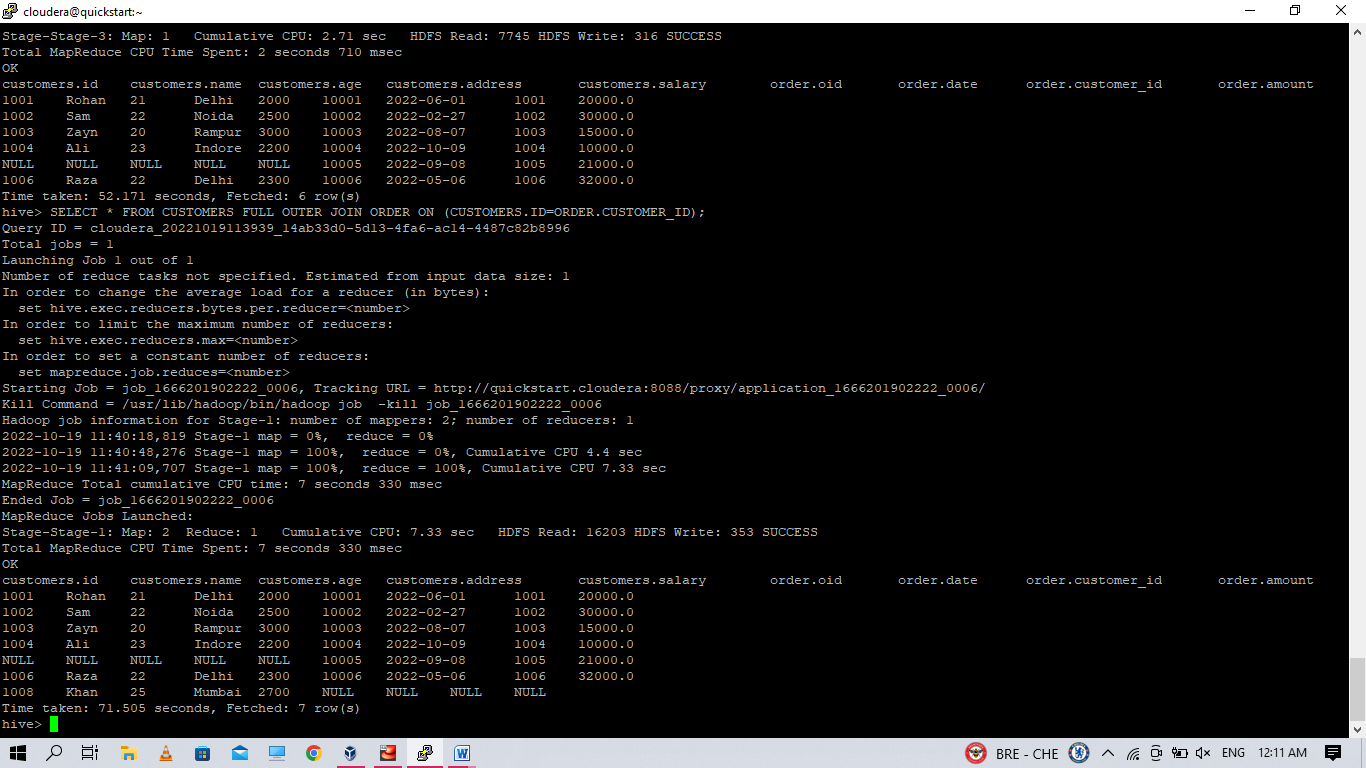 cloudera@quickstart:~
Stage-Stage-3: Map: 1   Cumulative CPU: 2.71 sec   HDFS Read: 7745 HDFS Write: 316 SUCCESS
Total MapReduce CPU Time Spent: 2 seconds 710 msec
OK
customers.id    customers.name  customers.age   customers.address       customers.salary        order.oid       order.date      order.customer_id       order.amount
1001    Rohan   21      Delhi   2000    10001   2022-06-01      1001    20000.0
1002    Sam     22      Noida   2500    10002   2022-02-27      1002    30000.0
1003    Zayn    20      Rampur  3000    10003   2022-08-07      1003    15000.0
1004    Ali     23      Indore  2200    10004   2022-10-09      1004    10000.0
NULL    NULL    NULL    NULL    NULL    10005   2022-09-08      1005    21000.0
1006    Raza    22      Delhi   2300    10006   2022-05-06      1006    32000.0
Time taken: 52.171 seconds, Fetched: 6 row(s)
hive> SELECT * FROM CUSTOMERS FULL OUTER JOIN ORDER ON (CUSTOMERS.ID=ORDER.CUSTOMER_ID);
Query ID = cloudera_20221019113939_14ab33d0-5d13-4fa6-ac14-4487c82b8996
Total jobs = 1
Launching Job 1 out of 1
Number of reduce tasks not specified. Estimated from input data size: 1
In order to change the average load for a reducer (in bytes):
  set hive.exec.reducers.bytes.per.reducer=<number>
In order to limit the maximum number of reducers:
  set hive.exec.reducers.max=<number>
In order to set a constant number of reducers:
  set mapreduce.job.reduces=<number>
Starting Job = job_1666201902222_0006, Tracking URL = http://quickstart.cloudera:8088/proxy/application_1666201902222_0006/
Kill Command = /usr/lib/hadoop/bin/hadoop job  -kill job_1666201902222_0006
Hadoop job information for Stage-1: number of mappers: 2; number of reducers: 1
2022-10-19 11:40:18,819 Stage-1 map = 0%,  reduce = 0%
2022-10-19 11:40:48,276 Stage-1 map = 100%,  reduce = 0%, Cumulative CPU 4.4 sec
2022-10-19 11:41:09,707 Stage-1 map = 100%,  reduce = 100%, Cumulative CPU 7.33 sec
MapReduce Total cumulative CPU time: 7 seconds 330 msec
Ended Job = job_1666201902222_0006
MapReduce Jobs Launched:
Stage-Stage-1: Map: 2  Reduce: 1   Cumulative CPU: 7.33 sec   HDFS Read: 16203 HDFS Write: 353 SUCCESS
Total MapReduce CPU Time Spent: 7 seconds 330 msec
OK
customers.id    customers.name  customers.age   customers.address       customers.salary        order.oid       order.date      order.customer_id       order.amount
1001    Rohan   21      Delhi   2000    10001   2022-06-01      1001    20000.0
1002    Sam     22      Noida   2500    10002   2022-02-27      1002    30000.0
1003    Zayn    20      Rampur  3000    10003   2022-08-07      1003    15000.0
1004    Ali     23      Indore  2200    10004   2022-10-09      1004    10000.0
NULL    NULL    NULL    NULL    NULL    10005   2022-09-08      1005    21000.0
1006    Raza    22      Delhi   2300    10006   2022-05-06      1006    32000.0
1008    Khan    25      Mumbai  2700    NULL    NULL    NULL    NULL
Time taken: 71.505 seconds, Fetched: 7 row(s)
hive>
BRE - CHE ENG 12:11 AM